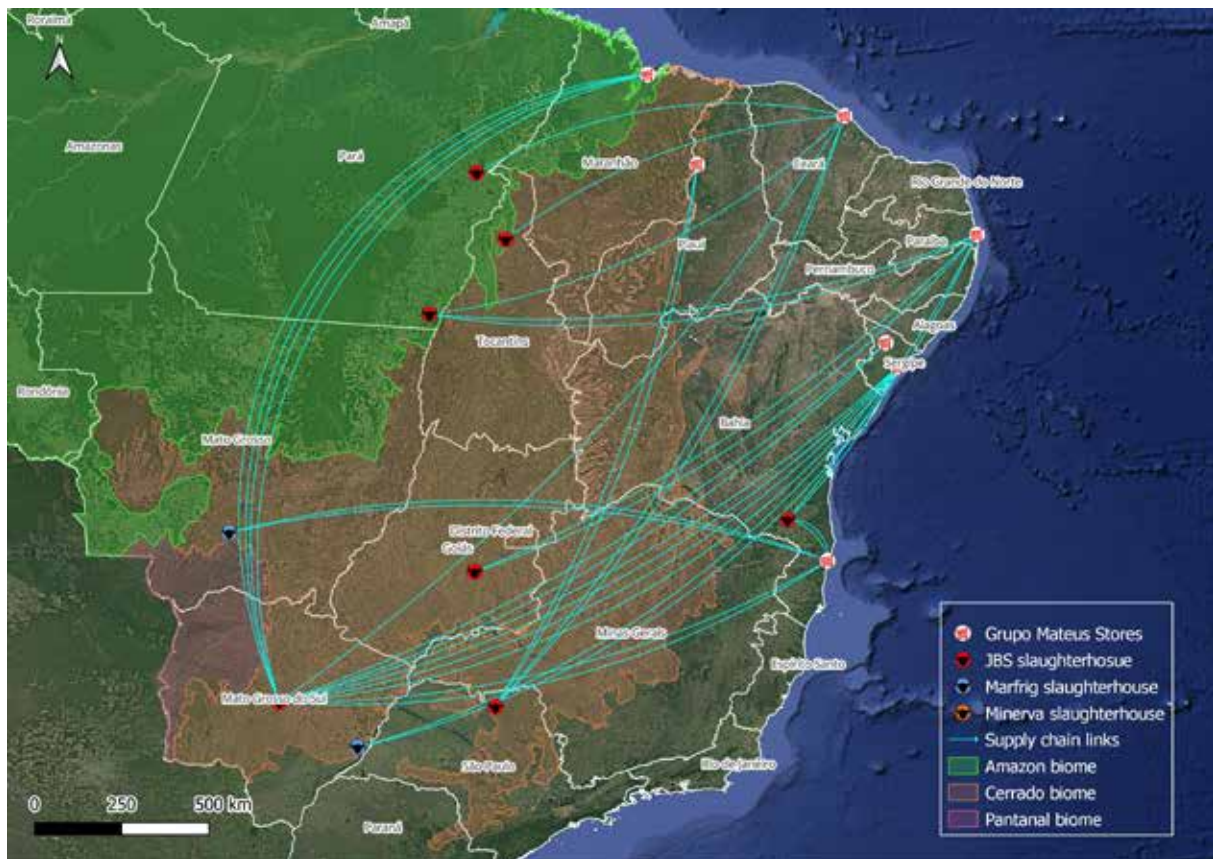 Roraima
Amapá
N
Amazonas
Pará
Maranhão
Ceará
Rio Grande do Norte
Paraíba
Piauí
Pernambuco
Alagoas
Tocantins
Sergipe
Rondônia
Bahia
Mato Grosso
Distrito Federal
Goiás
Minas Gerais
Espírito Santo
Mato Grosso do Sul
São Paulo
Rio de Janeiro
Paraná
0 250 500 km
Grupo Mateus Stores
JBS slaughterhosue
Marfrig slaughterhouse
Minerva slaughterhouse
Supply chain links
Amazon biome
Cerrado biome
Pantanal biome